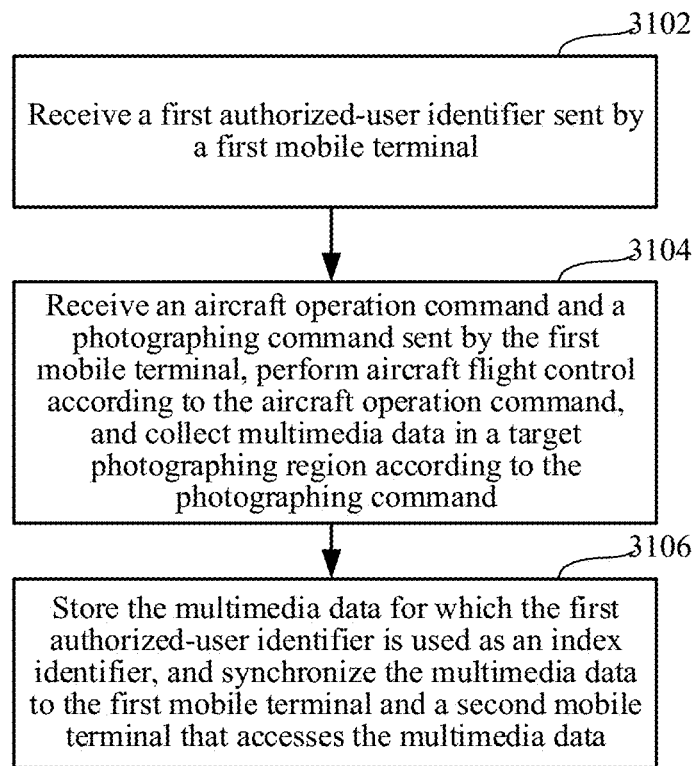 3102
Receive a first authorized-user identifier sent by
a first mobile terminal
3104
Receive an aircraft operation command and a
photographing command sent by the first
mobile terminal, perform aircraft flight control
according to the aircraft operation command,
and collect multimedia data in a target
photographing region according to the
photographing command
3106
Store the multimedia data for which the first
authorized-user identifier is used as an index
identifier, and synchronize the multimedia data
to the first mobile terminal and a second mobile
terminal that accesses the multimedia data